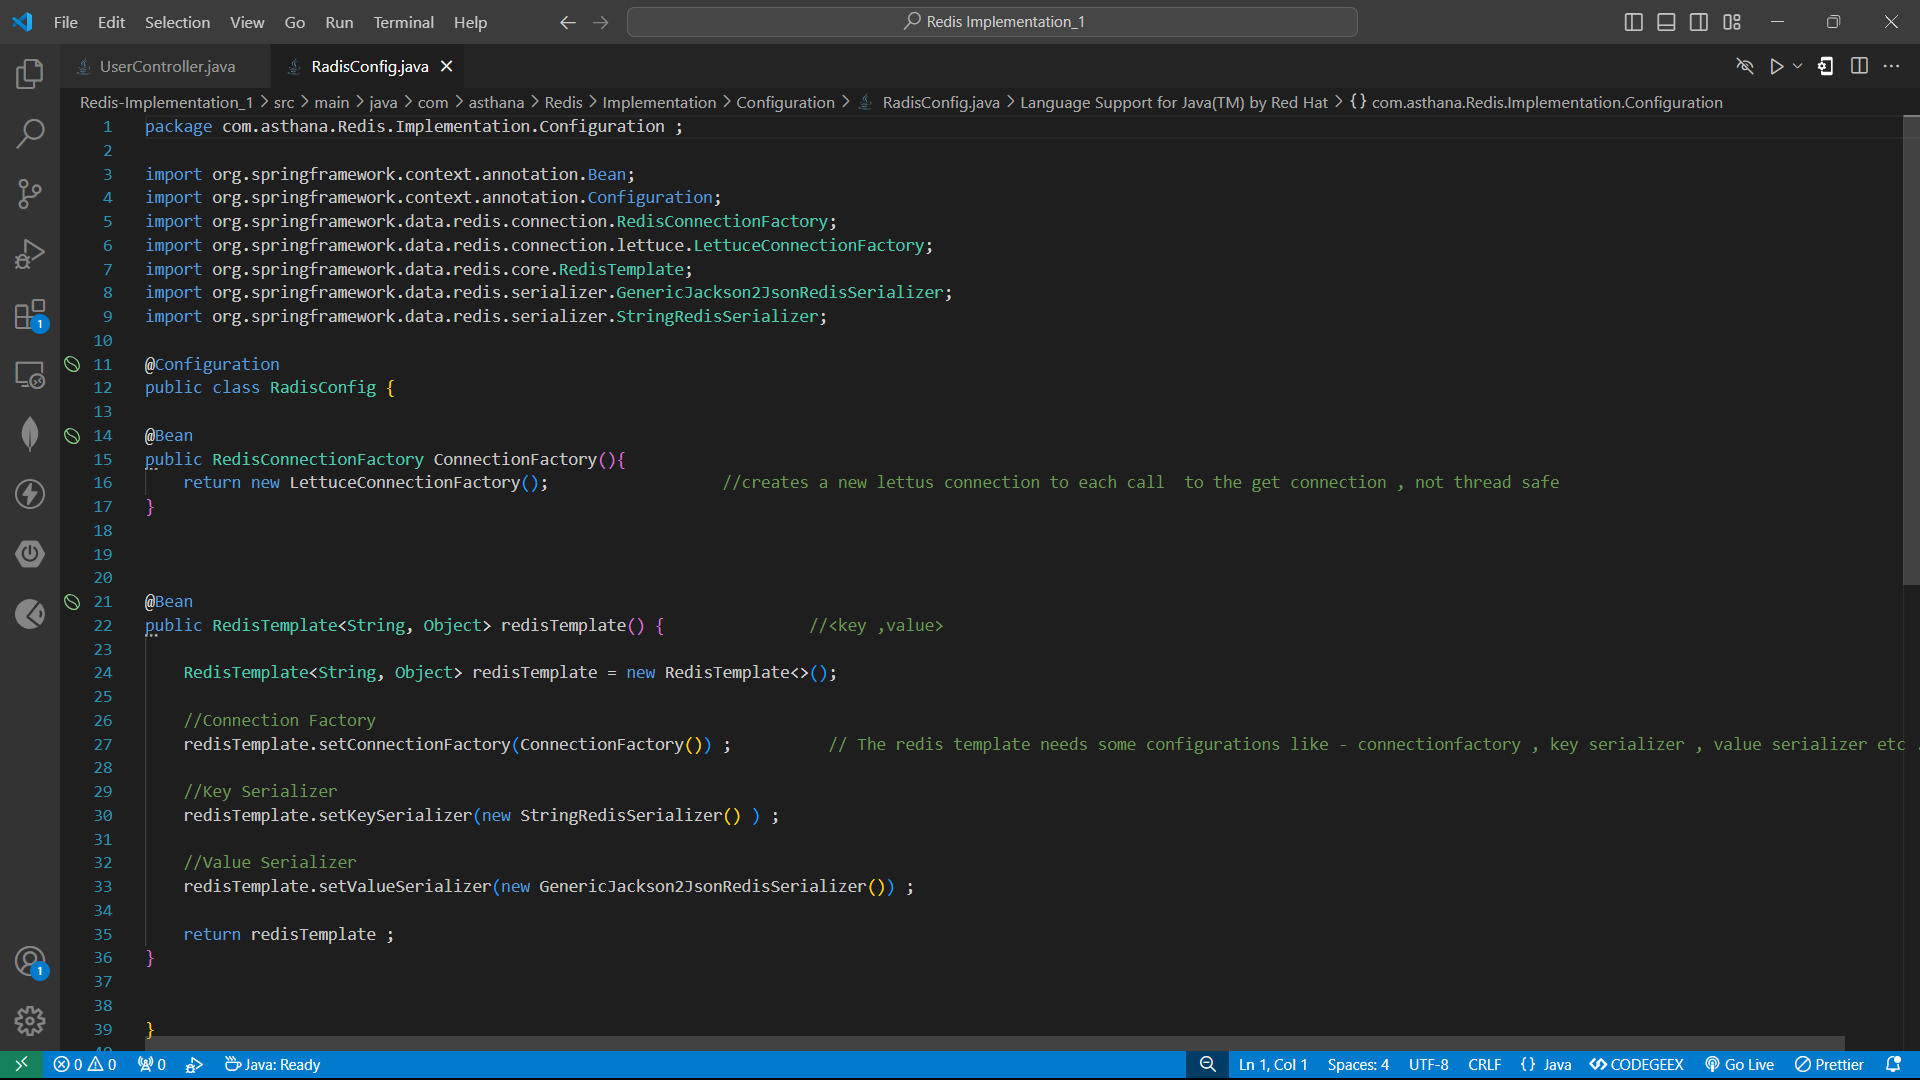 File Edit Selection View Go Run Terminal Help
Redis Implementation_1
UserController.java
RadisConfig.java
Redis-Implementation_1 > src > main > java > com > asthana > Redis > Implementation > Configuration > RadisConfig.java > Language Support for Java(TM) by Red Hat > {} com.asthana.Redis.Implementation.Configuration
1 package com.asthana.Redis.Implementation.Configuration ;
2
3 import org.springframework.context.annotation.Bean;
4 import org.springframework.context.annotation.Configuration;
5 import org.springframework.data.redis.connection.RedisConnectionFactory;
6 import org.springframework.data.redis.connection.lettuce.LettuceConnectionFactory;
7 import org.springframework.data.redis.core.RedisTemplate;
8 import org.springframework.data.redis.serializer.GenericJackson2JsonRedisSerializer;
9 import org.springframework.data.redis.serializer.StringRedisSerializer;
10
11 @Configuration
12 public class RadisConfig {
13
14 @Bean
15 public RedisConnectionFactory ConnectionFactory(){
16 return new LettuceConnectionFactory(); //creates a new lettus connection to each call  to the get connection , not thread safe
17 }
18
19
20
21 @Bean
22 public RedisTemplate<String, Object> redisTemplate() { //<key ,value>
23
24 RedisTemplate<String, Object> redisTemplate = new RedisTemplate<>();
25
26 //Connection Factory
27 redisTemplate.setConnectionFactory(ConnectionFactory()) ; // The redis template needs some configurations like - connectionfactory , key serializer , value serializer etc .
28
29 //Key Serializer
30 redisTemplate.setKeySerializer(new StringRedisSerializer() ) ;
31
32 //Value Serializer
33 redisTemplate.setValueSerializer(new GenericJackson2JsonRedisSerializer()) ;
34
35 return redisTemplate ;
36 }
37
38
39 }
1
1
0 0 0 Java: Ready Ln 1, Col 1 Spaces: 4 UTF-8 CRLF {} Java CODEGEEX Go Live Prettier